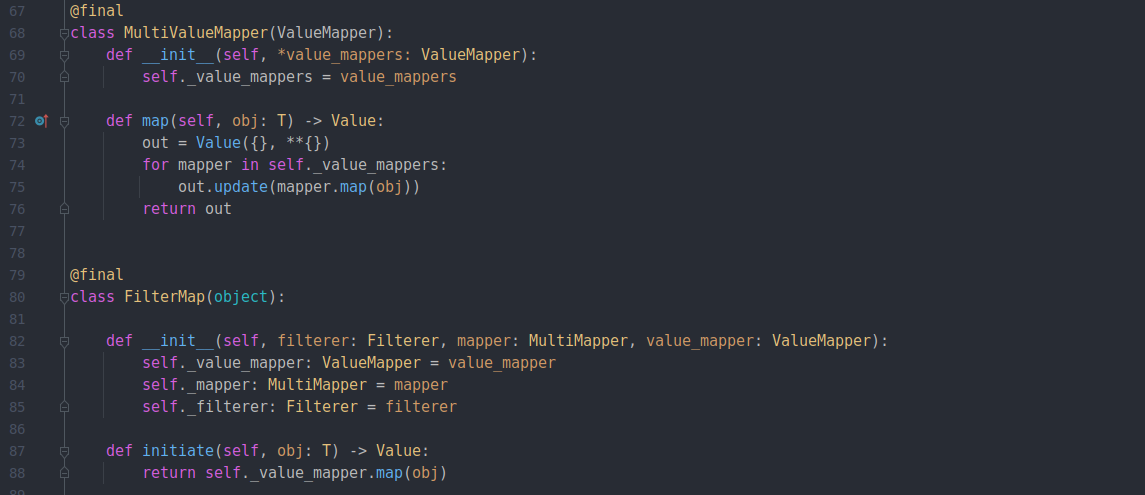 67 @final
68 class MultiValueMapper(ValueMapper):
69     def __init__(self, *value_mappers: ValueMapper):
70         self._value_mappers = value_mappers
71
72     def map(self, obj: T) -> Value:
73         out = Value({}, **{})
74         for mapper in self._value_mappers:
75             out.update(mapper.map(obj))
76         return out
77
78
79 @final
80 class FilterMap(object):
81
82     def __init__(self, filterer: Filterer, mapper: MultiMapper, value_mapper: ValueMapper):
83         self._value_mapper: ValueMapper = value_mapper
84         self._mapper: MultiMapper = mapper
85         self._filterer: Filterer = filterer
86
87     def initiate(self, obj: T) -> Value:
88         return self._value_mapper.map(obj)
89